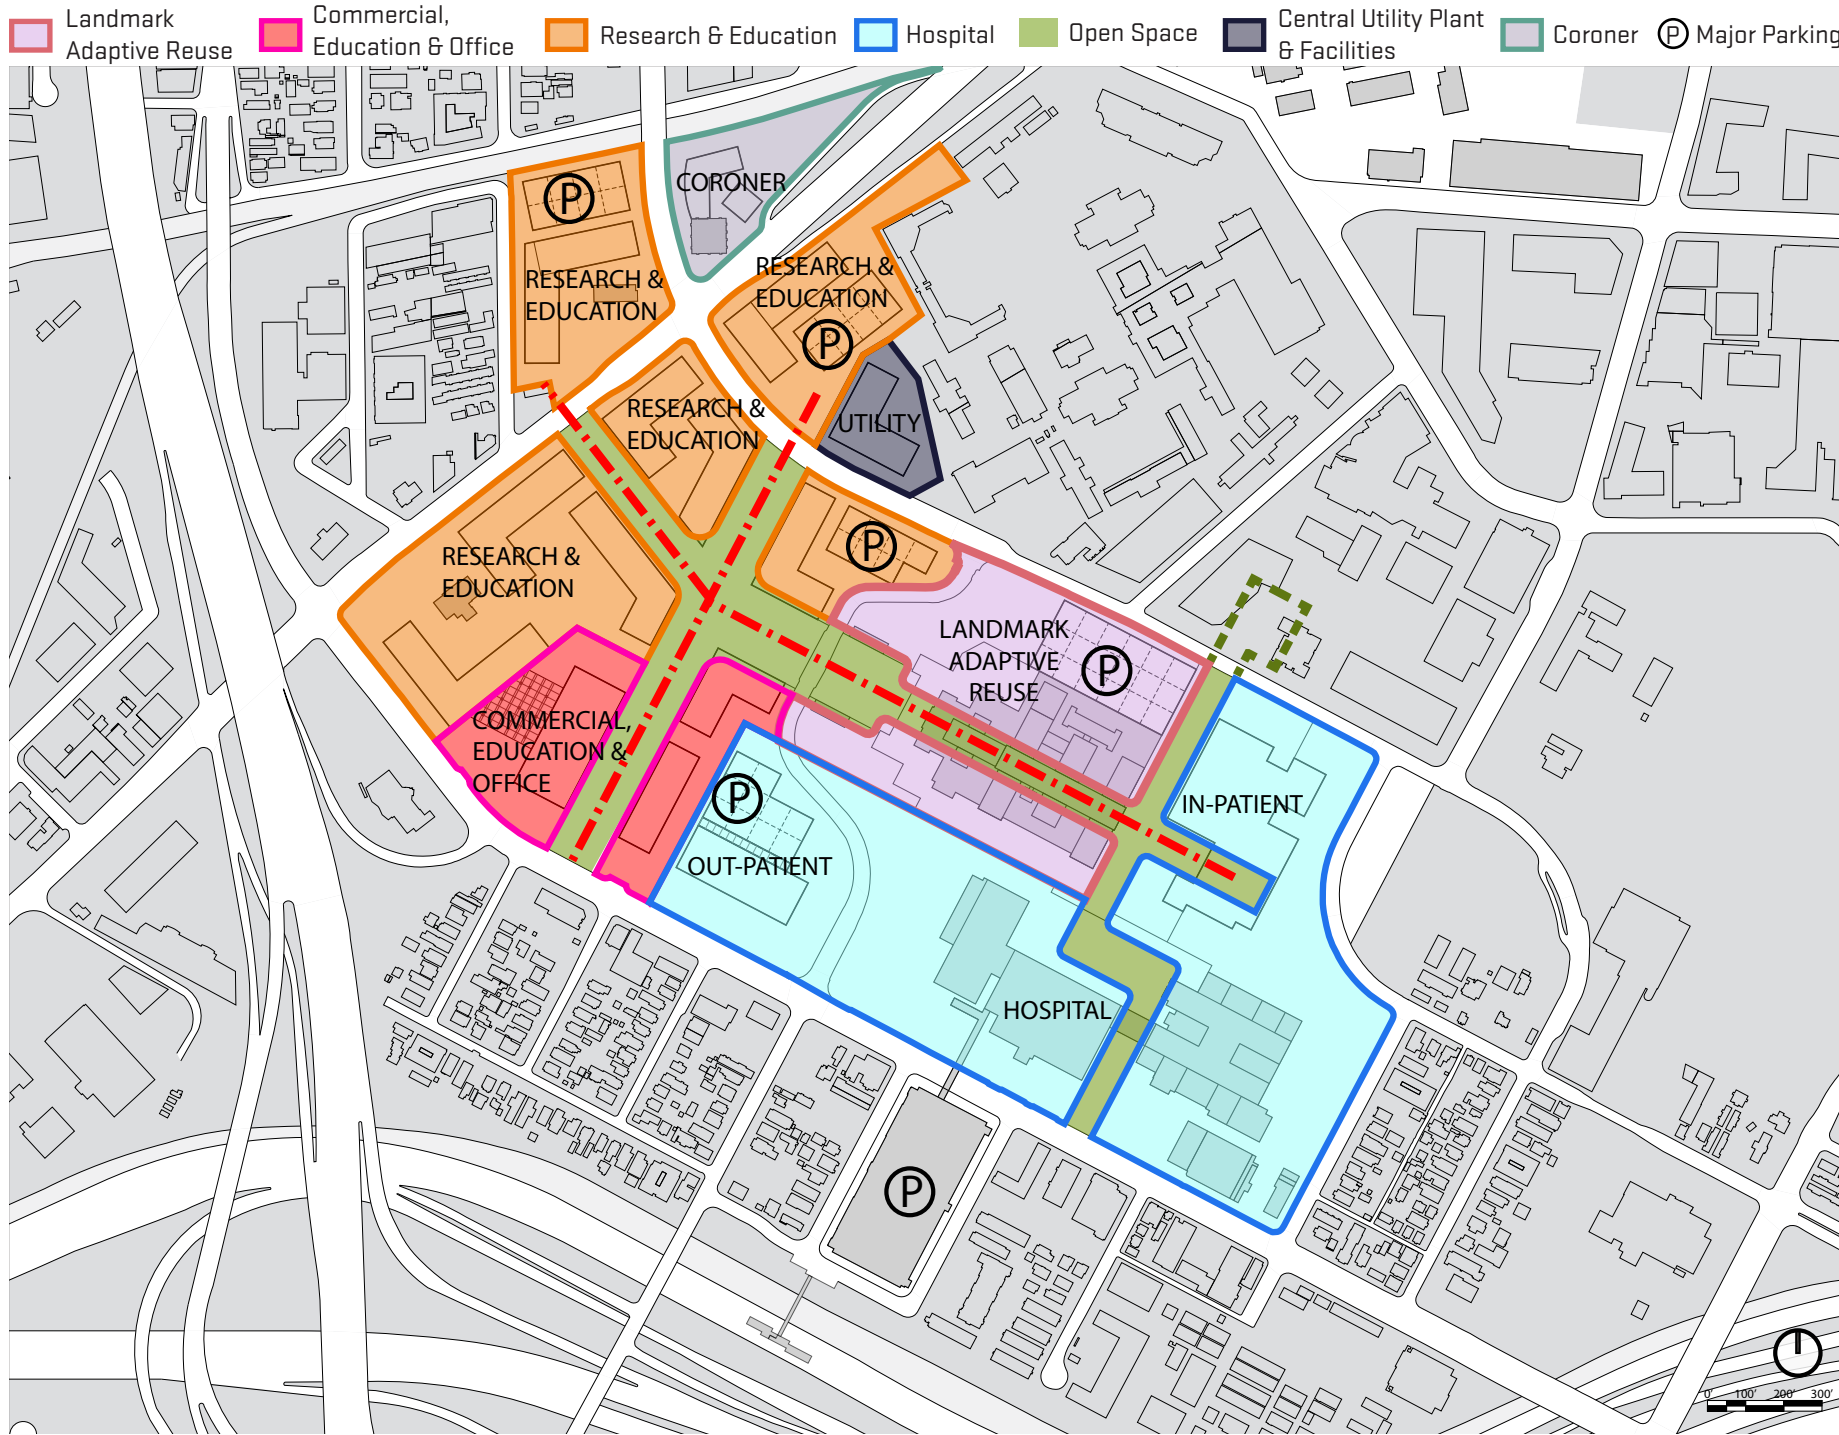 Landmark
Adaptive Reuse
Commercial,
Education & Office
Research & Education
Hospital
Open Space
Central Utility Plant
& Facilities
Coroner
P
Major Parking
P
CORONER
RESEARCH &
EDUCATION
RESEARCH &
EDUCATION
P
RESEARCH &
EDUCATION
UTILITY
P
RESEARCH &
EDUCATION
LANDMARK
ADAPTIVE
REUSE
P
COMMERCIAL,
EDUCATION &
OFFICE
P
OUT-PATIENT
IN-PATIENT
HOSPITAL
P
0' 100' 200' 300'